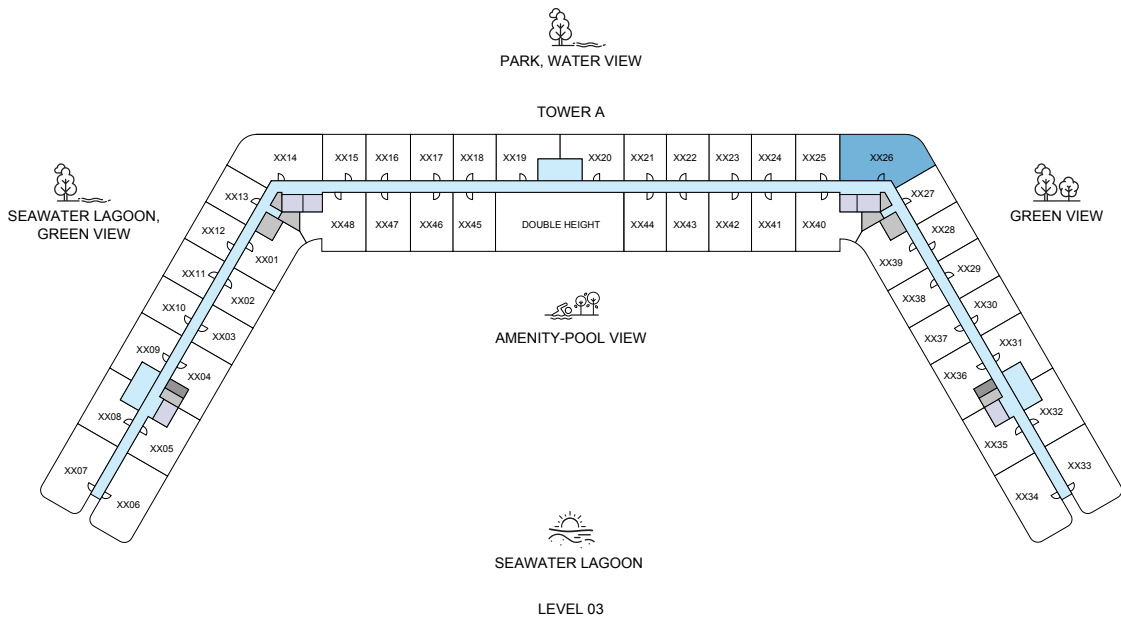 PARK, WATER VIEW
TOWER A
XX14 XX15 XX16 XX17 XX18 XX19 XX20 XX21 XX22 XX23 XX24 XX25 XX26
XX13 XX27
SEAWATER LAGOON,
GREEN VIEW
GREEN VIEW
XX48 XX47 XX46 XX45 DOUBLE HEIGHT XX44 XX43 XX42 XX41 XX40
XX12 XX28
XX01 XX39
XX11 XX29
XX02 XX38
XX10 XX30
XX03 XX37
AMENITY-POOL VIEW
XX09 XX31
XX04 XX36
XX08 XX32
XX05 XX35
XX07 XX33
XX06 XX34
SEAWATER LAGOON
LEVEL 03